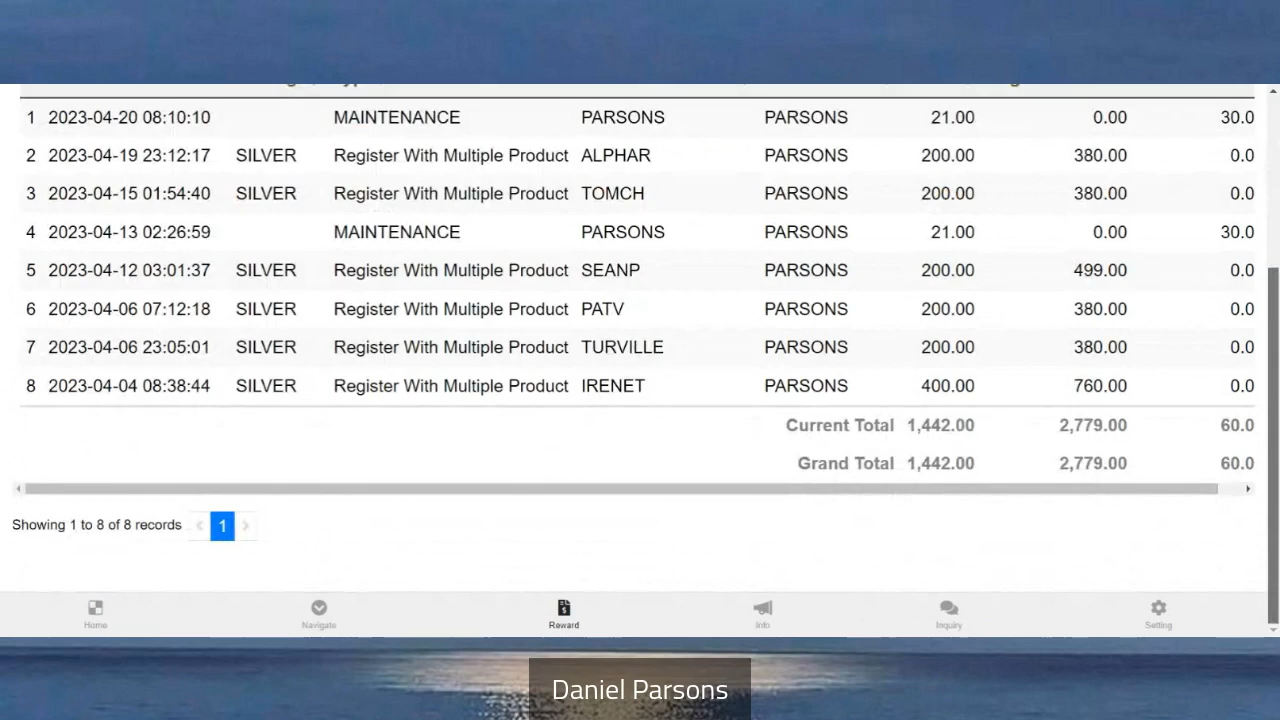 1 2023-04-20 08:10:10 MAINTENANCE PARSONS PARSONS 21.00 0.00 30.0
2 2023-04-19 23:12:17 SILVER Register With Multiple Product ALPHAR PARSONS 200.00 380.00 0.0
3 2023-04-15 01:54:40 SILVER Register With Multiple Product TOMCH PARSONS 200.00 380.00 0.0
4 2023-04-13 02:26:59 MAINTENANCE PARSONS PARSONS 21.00 0.00 30.0
5 2023-04-12 03:01:37 SILVER Register With Multiple Product SEANP PARSONS 200.00 499.00 0.0
6 2023-04-06 07:12:18 SILVER Register With Multiple Product PATV PARSONS 200.00 380.00 0.0
7 2023-04-06 23:05:01 SILVER Register With Multiple Product TURVILLE PARSONS 200.00 380.00 0.0
8 2023-04-04 08:38:44 SILVER Register With Multiple Product IRENET PARSONS 400.00 760.00 0.0
Current Total 1,442.00 2,779.00 60.0
Grand Total 1,442.00 2,779.00 60.0
Showing 1 to 8 of 8 records 1
Home Navigate Reward Info Inquiry Setting
Daniel Parsons